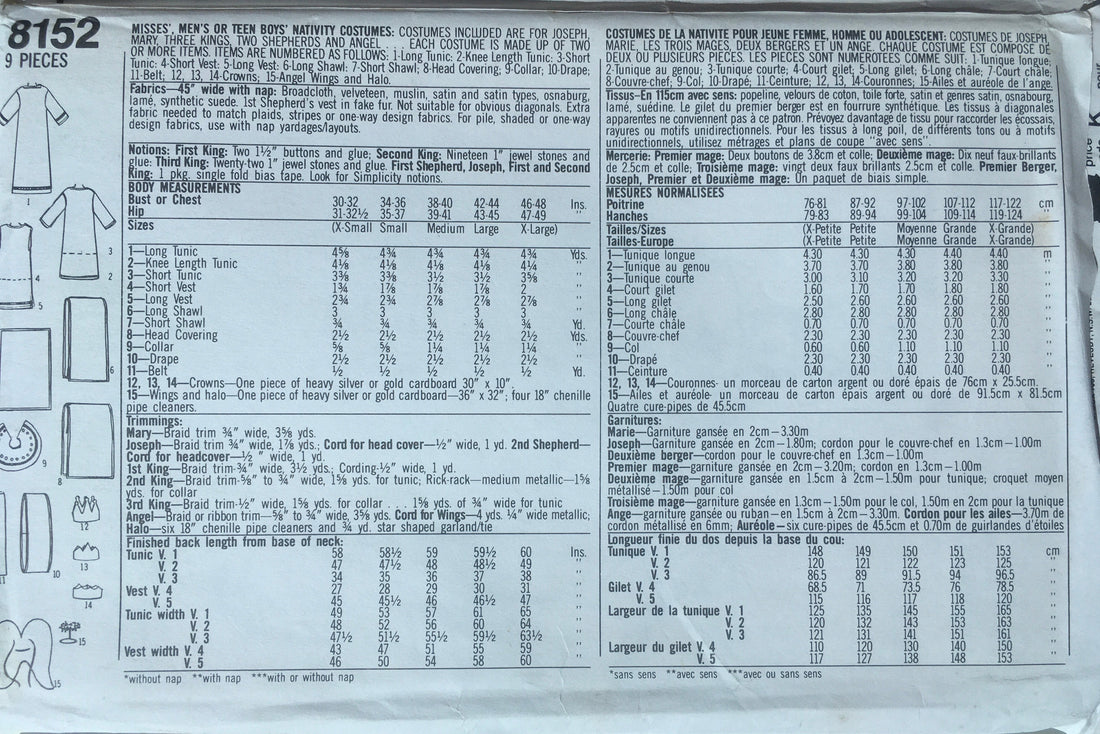 8152
9 PIECES
MISSES', MEN'S OR TEEN BOYS' NATIVITY COSTUMES: COSTUMES INCLUDED ARE FOR JOSEPH,
MARY, THREE KINGS, TWO SHEPHERDS AND ANGEL . . . EACH COSTUME IS MADE UP OF TWO
OR MORE ITEMS. ITEMS ARE NUMBERED AS FOLLOWS: 1-Long Tunic: 2-Knee Length Tunic: 3-Short
Tunic: 4-Short Vest: 5-Long Vest: 6-Long Shawl: 7-Short Shawl; 8-Head Covering; 9-Collar; 10-Drape;
11-Belt; 12, 13, 14-Crowns; 15-Angel Wings and Halo.
Fabrics—45" wide with nap: Broadcloth, velveteen, muslin, satin and satin types, osnaburg,
lamé, synthetic suede. 1st Shepherd's vest in fake fur. Not suitable for obvious diagonals. Extra
fabric needed to match plaids, stripes or one-way design fabrics. For pile, shaded or one-way
design fabrics, use with nap yardages/layouts.
Notions: First King: Two 1½" buttons and glue; Second King: Nineteen 1" jewel stones and
glue: Third King: Twenty-two 1" jewel stones and glue. First Shepherd, Joseph, First and Second
King: 1 pkg. single fold bias tape. Look for Simplicity notions.
BODY MEASUREMENTS
Bust or Chest 30-32 34-36 38-40 42-44 46-48 Ins.
Hip 31-32½ 35-37 39-41 43-45 47-49 "
Sizes (X-Small Small Medium Large X-Large)
1—Long Tunic 4⅝ 4¾ 4¾ 4¾ 4¾ Yds.
2—Knee Length Tunic 4⅛ 4⅛ 4⅛ 4⅛ 4¼ "
3—Short Tunic 3⅜ 3⅜ 3½ 3½ 3⅝ "
4—Short Vest 1¾ 1⅞ 1⅞ 1⅞ 2 "
5—Long Vest 2¾ 2¾ 2⅞ 2⅞ 2⅞ "
6—Long Shawl 3 3 3 3 3 "
7—Short Shawl ¾ ¾ ¾ ¾ ¾ Yd.
8—Head Covering 2½ 2½ 2½ 2½ 2½ Yds.
9—Collar ⅝ ⅝ 1¼ 1¼ 1¼ "
10—Drape 2½ 2½ 2½ 2½ 2½ "
11—Belt ½ ½ ½ ½ ½ Yd.
12, 13, 14—Crowns—One piece of heavy silver or gold cardboard 30" x 10".
15—Wings and halo—One piece of heavy silver or gold cardboard—36" x 32"; four 18" chenille
pipe cleaners.
Trimmings:
Mary—Braid trim ¾" wide, 3⅝ yds.
Joseph—Braid trim ¾" wide, 1⅞ yds.; Cord for head cover—½" wide, 1 yd. 2nd Shepherd—
Cord for headcover—½ " wide, 1 yd.
1st King—Braid trim-¾" wide, 3½ yds.; Cording-½" wide, 1 yd.
2nd King—Braid trim-⅝" to ¾" wide, 1⅝ yds. for tunic; Rick-rack—medium metallic—1⅝
yds. for collar
3rd King—Braid trim-½" wide, 1⅝ yds. for collar . . . 1⅝ yds. of ¾" wide for tunic
Angel—Braid or ribbon trim—⅝" to ¾" wide, 3⅝ yds. Cord for Wings—4 yds. ¼" wide metallic;
Halo—six 18" chenille pipe cleaners and ¾ yd. star shaped garland/tie
Finished back length from base of neck:
Tunic V. 1 58 58½ 59 59½ 60 Ins.
V. 2 47 47½ 48 48½ 49 "
V. 3 34 35 36 37 38 "
Vest V. 4 27 28 29 30 31 "
V. 5 45 45½ 46 46½ 47 "
Tunic width V. 1 49 53 57 61 65 "
V. 2 48 52 56 60 64 "
V. 3 47½ 51½ 55½ 59½ 63½ "
Vest width V. 4 43 47 51 55 59 "
V. 5 46 50 54 58 60 "
*without nap **with nap ***with or without nap
COSTUMES DE LA NATIVITE POUR JEUNE FEMME, HOMME OU ADOLESCENT: COSTUMES DE JOSEPH,
MARIE, LES TROIS MAGES, DEUX BERGERS ET UN ANGE. CHAQUE COSTUME EST COMPOSE DE
DEUX OU PLUSIEURS PIECES. LES PIECES SONT NUMEROTEES COMME SUIT: 1-Tunique longue;
2-Tunique au genou; 3-Tunique courte; 4-Court gilet; 5-Long gilet; 6-Long châle; 7-Court châle;
8-Couvre-chef; 9-Col; 10-Drapé; 11-Ceinture; 12, 13, 14-Couronnes; 15-Ailes et auréole de l'ange.
Tissus—En 115cm avec sens: popeline, velours de coton, toile forte, satin et genres satin, osnabourg,
lamé, suédine. Le gilet du premier berger est en fourrure synthétique. Les tissus à diagonales
apparentes ne conviennent pas à ce patron. Prévoyez davantage de tissu pour raccorder les écossais,
rayures ou motifs unidirectionnels. Pour les tissus à long poil, de différents tons ou à motifs
unidirectionnels, utilisez métrages et plans de coupe "avec sens".
Mercerie: Premier mage: Deux boutons de 3.8cm et colle; Deuxième mage: Dix neuf faux-brillants
de 2.5cm et colle; Troisième mage: vingt deux faux brillants 2.5cm et colle. Premier Berger,
Joseph, Premier et Deuxième mage: Un paquet de biais simple.
MESURES NORMALISEES
Poitrine 76-81 87-92 97-102 107-112 117-122 cm
Hanches 79-83 89-94 99-104 109-114 119-124 "
Tailles/Sizes (X-Petite Petite Moyenne Grande X-Grande)
Tailles-Europe (X-Petite Petite Moyenne Grande X-Grande)
1—Tunique longue 4.30 4.30 4.30 4.40 4.40 m
2—Tunique au genou 3.70 3.70 3.80 3.80 3.80 "
3—Tunique courte 3.00 3.10 3.20 3.20 3.30 "
4—Court gilet 1.60 1.70 1.70 1.80 1.80 "
5—Long gilet 2.50 2.60 2.60 2.60 2.60 "
6—Long châle 2.80 2.80 2.80 2.80 2.80 "
7—Courte châle 0.70 0.70 0.70 0.70 0.70 "
8—Couvre-chef 2.30 2.30 2.30 2.30 2.30 "
9—Col 0.60 0.60 1.10 1.10 1.10 "
10—Drapé 2.30 2.30 2.30 2.30 2.30 "
11—Ceinture 0.40 0.40 0.40 0.40 0.40 "
12, 13, 14—Couronnes- un morceau de carton argent ou doré épais de 76cm x 25.5cm.
15—Ailes et auréole- un morceau de carton épais argent ou doré de 91.5cm x 81.5cm
Quatre cure-pipes de 45.5cm
Garnitures:
Marie—Garniture gansée en 2cm—3.30m
Joseph—Garniture gansée en 2cm—1.80m; cordon pour le couvre-chef en 1.3cm—1.00m
Deuxième berger—cordon pour le couvre-chef en 1.3cm—1.00m
Premier mage—garniture gansée en 2cm—3.20m; cordon en 1.3cm—1.00m
Deuxième mage—garniture gansée en 1.5cm à 2cm—1.50m pour tunique; croquet moyen
métallisé—1.50m pour col
Troisième mage—garniture gansée en 1.3cm—1.50m pour le col, 1.50m en 2cm pour la tunique
Ange—garniture gansée ou ruban—en 1.5cm à 2cm—3.30m. Cordon pour les ailes—3.70m de
cordon métallisé en 6mm; Auréole—six cure-pipes de 45.5cm et 0.70m de guirlandes d'étoiles
Longueur finie du dos depuis la base du cou:
Tunique V. 1 148 149 150 151 153 cm
V. 2 120 121 122 123 125 "
V. 3 86.5 89 91.5 94 96.5 "
Gilet V. 4 68.5 71 73.5 76 78.5 "
V. 5 115 116 117 118 120 "
Largeur de la tunique V. 1 125 135 145 155 165 "
V. 2 120 132 143 153 163 "
V. 3 121 131 141 151 161 "
Largeur du gilet V. 4 110 120 130 140 150 "
V. 5 117 127 138 148 153 "
*sans sens **avec sens ***avec ou sans sens
1
3
2
4
5
6
9
8
12
10
13
14
15
15
price
K
pour